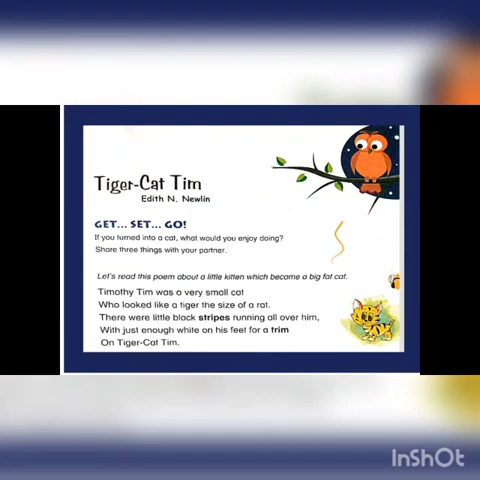 Tiger-Cat Tim
Edith N. Newlin
GET... SET... GO!
If you turned into a cat, what would you enjoy doing?
Share three things with your partner.
Let's read this poem about a little kitten which became a big fat cat.
Timothy Tim was a very small cat
Who looked like a tiger the size of a rat.
There were little black stripes running all over him,
With just enough white on his feet for a trim
On Tiger-Cat Tim.
InShOt